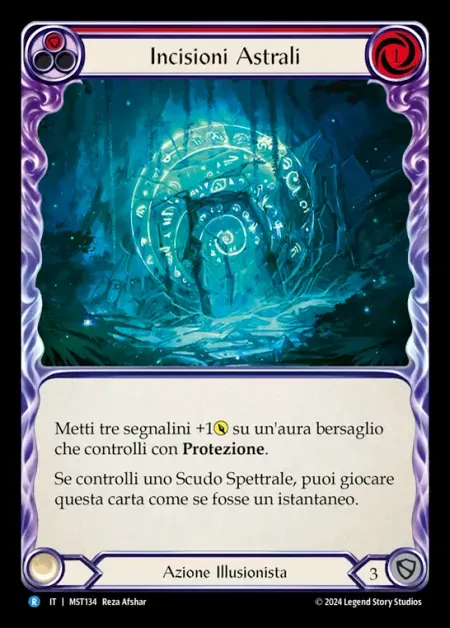 Incisioni Astrali
1
Metti tre segnalini +1 su un'aura bersaglio
che controlli con Protezione.
Se controlli uno Scudo Spettrale, puoi giocare
questa carta come se fosse un istantaneo.
Azione Illusionista
3
R IT | MST134 Reza Afshar
© 2024 Legend Story Studios